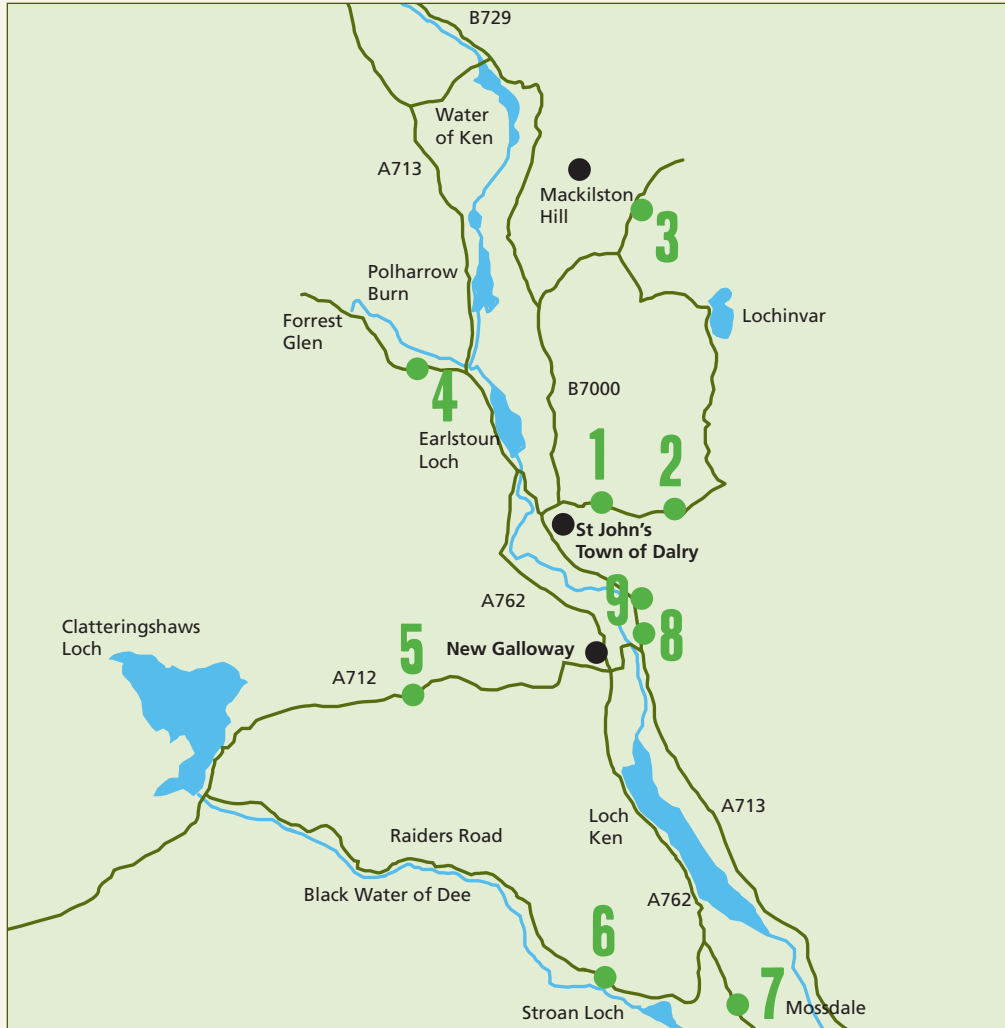 B729
Water
of Ken
A713
Mackilston
Hill
3
Polharrow
Burn
Forrest
Glen
Lochinvar
4
B7000
Earlstoun
Loch
1
2
St John's
Town of Dalry
A762
9
8
Clatteringshaws
Loch
5
New Galloway
A712
Loch
Ken
A713
Raiders Road
Black Water of Dee
A762
6
7
Mossdale
Stroan Loch